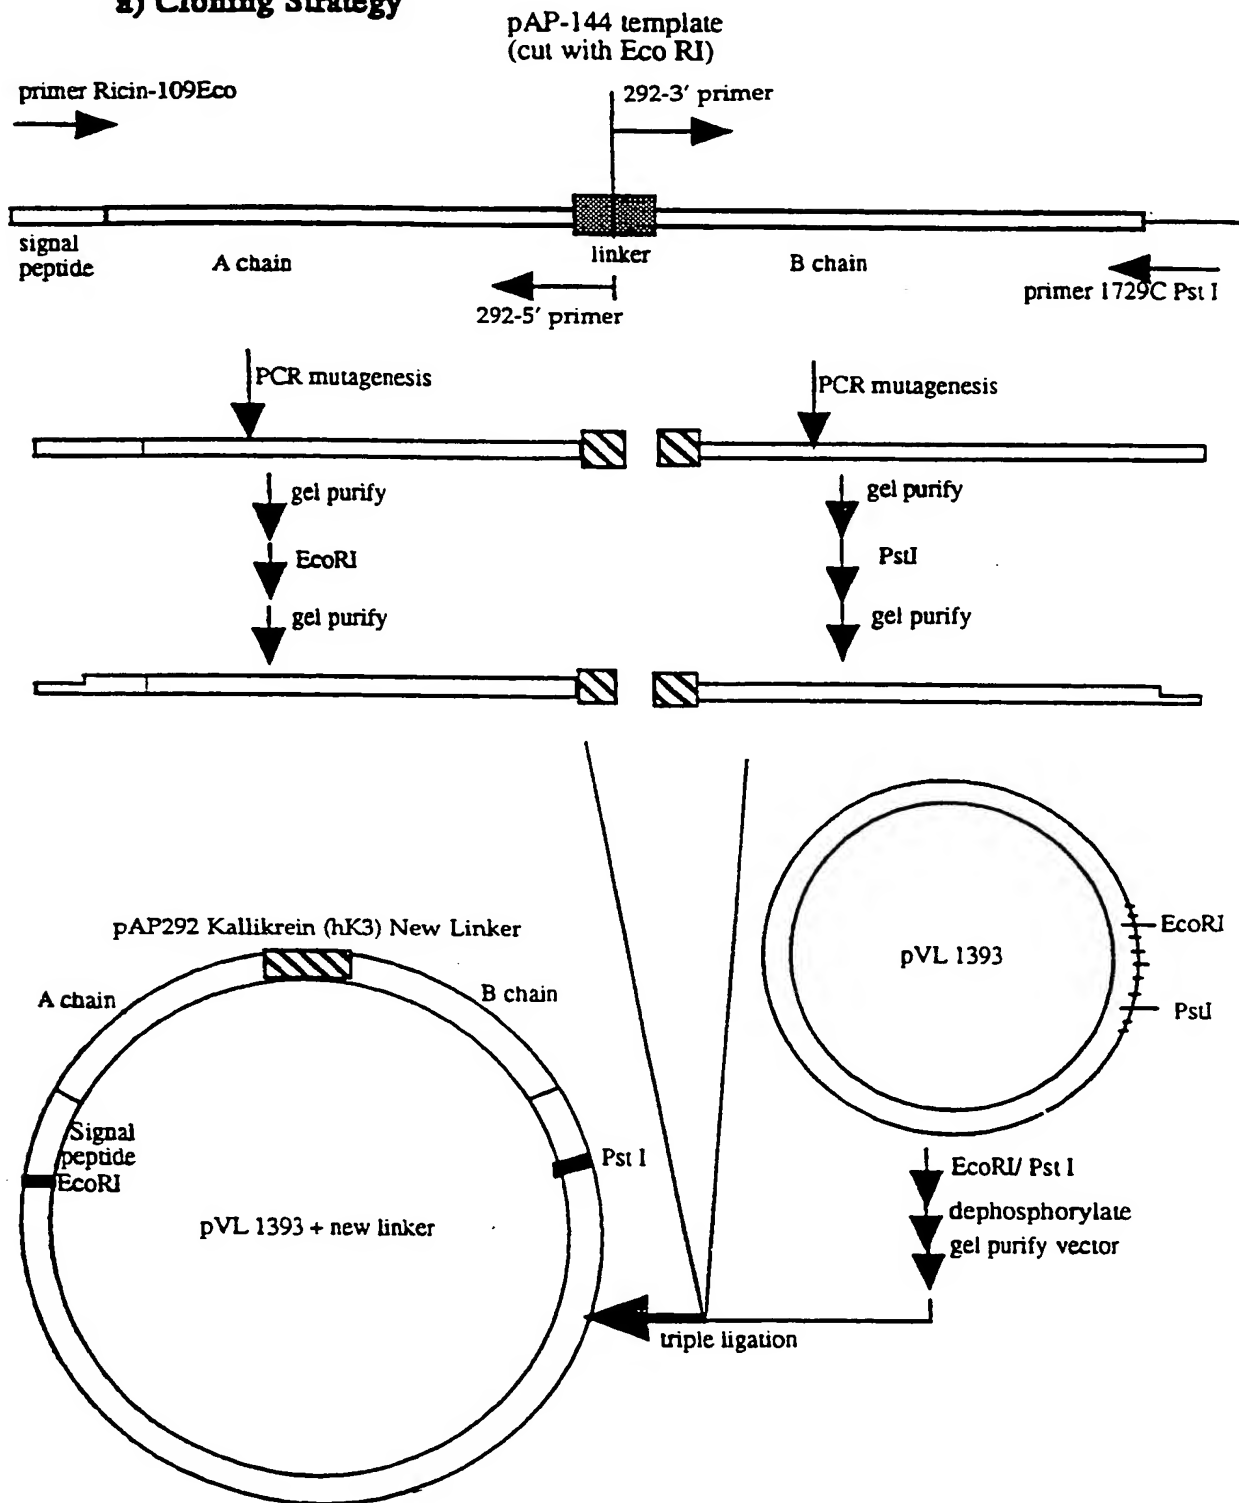 a) Cloning Strategy
pAP-144 template
(cut with Eco RI)
primer Ricin-109Eco
292-3' primer
signal
peptide
A chain
linker
B chain
292-5' primer
primer 1729C Pst I
PCR mutagenesis
PCR mutagenesis
gel purify
gel purify
EcoRI
PstI
gel purify
gel purify
pAP292 Kallikrein (hK3) New Linker
A chain
B chain
EcoRI
pVL 1393
PstI
Signal
peptide
EcoRI
Pst I
pVL 1393 + new linker
EcoRI/ Pst I
dephosphorylate
gel purify vector
triple ligation